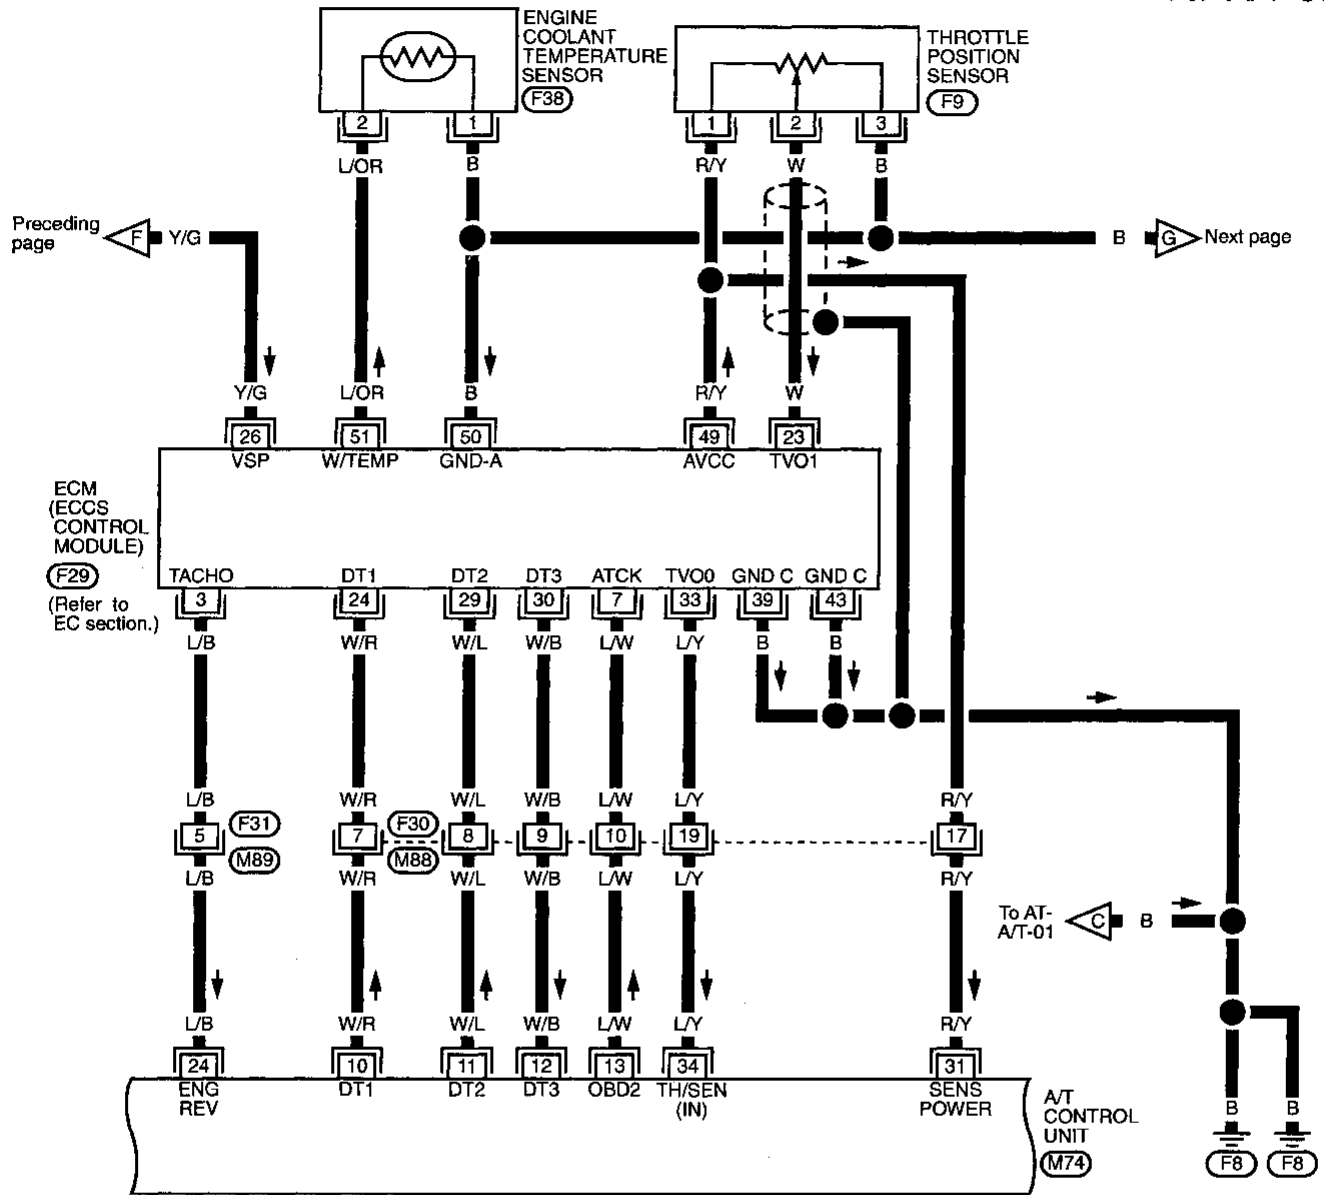 ENGINE
COOLANT
TEMPERATURE
SENSOR
F38
THROTTLE
POSITION
SENSOR
F9
2 1 1 2 3
L/OR B R/Y W B
Preceding
page
F Y/G
B G Next page
Y/G L/OR B R/Y W
26 51 50 49 23
VSP W/TEMP GND-A AVCC TVO1
ECM
(ECCS
CONTROL
MODULE)
F29
(Refer to
EC section.)
TACHO DT1 DT2 DT3 ATCK TVO0 GND C GND C
3 24 29 30 7 33 39 43
L/B W/R W/L W/B L/W L/Y B B
L/B W/R W/L W/B L/W L/Y R/Y
5 F31 7 F30 8 9 10 19 17
M89 M88
L/B W/R W/L W/B L/W L/Y R/Y
To AT-
A/T-01
C B
L/B W/R W/L W/B L/W L/Y R/Y
24 10 11 12 13 34 31
ENG
REV
DT1 DT2 DT3 OBD2
TH/SEN
(IN)
SENS
POWER
A/T
CONTROL
UNIT
M74
B B
F8 F8